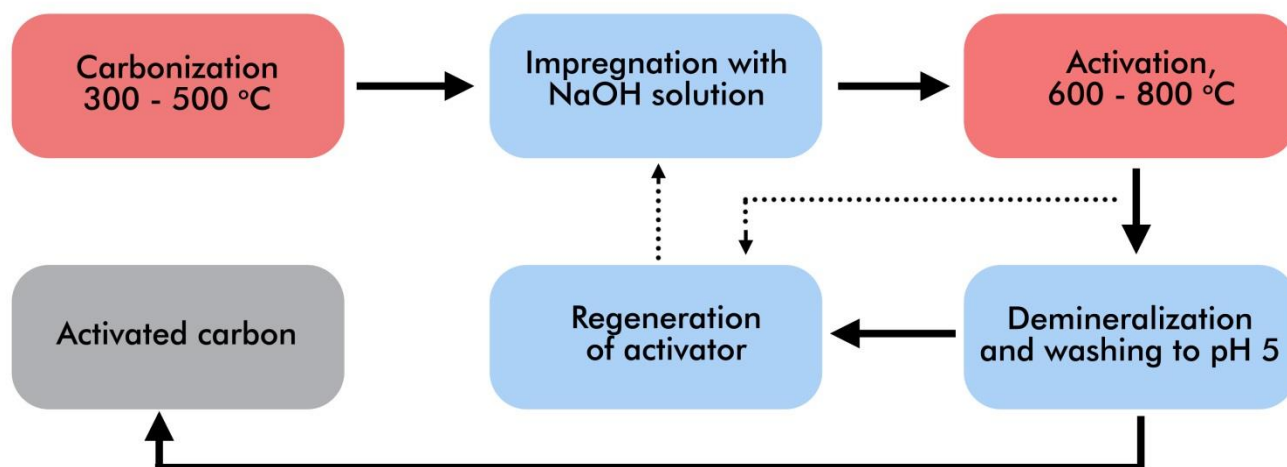 Carbonization
300 - 500 °C
Impregnation with
NaOH solution
Activation,
600 - 800 °C
Activated carbon
Regeneration
of activator
Demineralization
and washing to pH 5